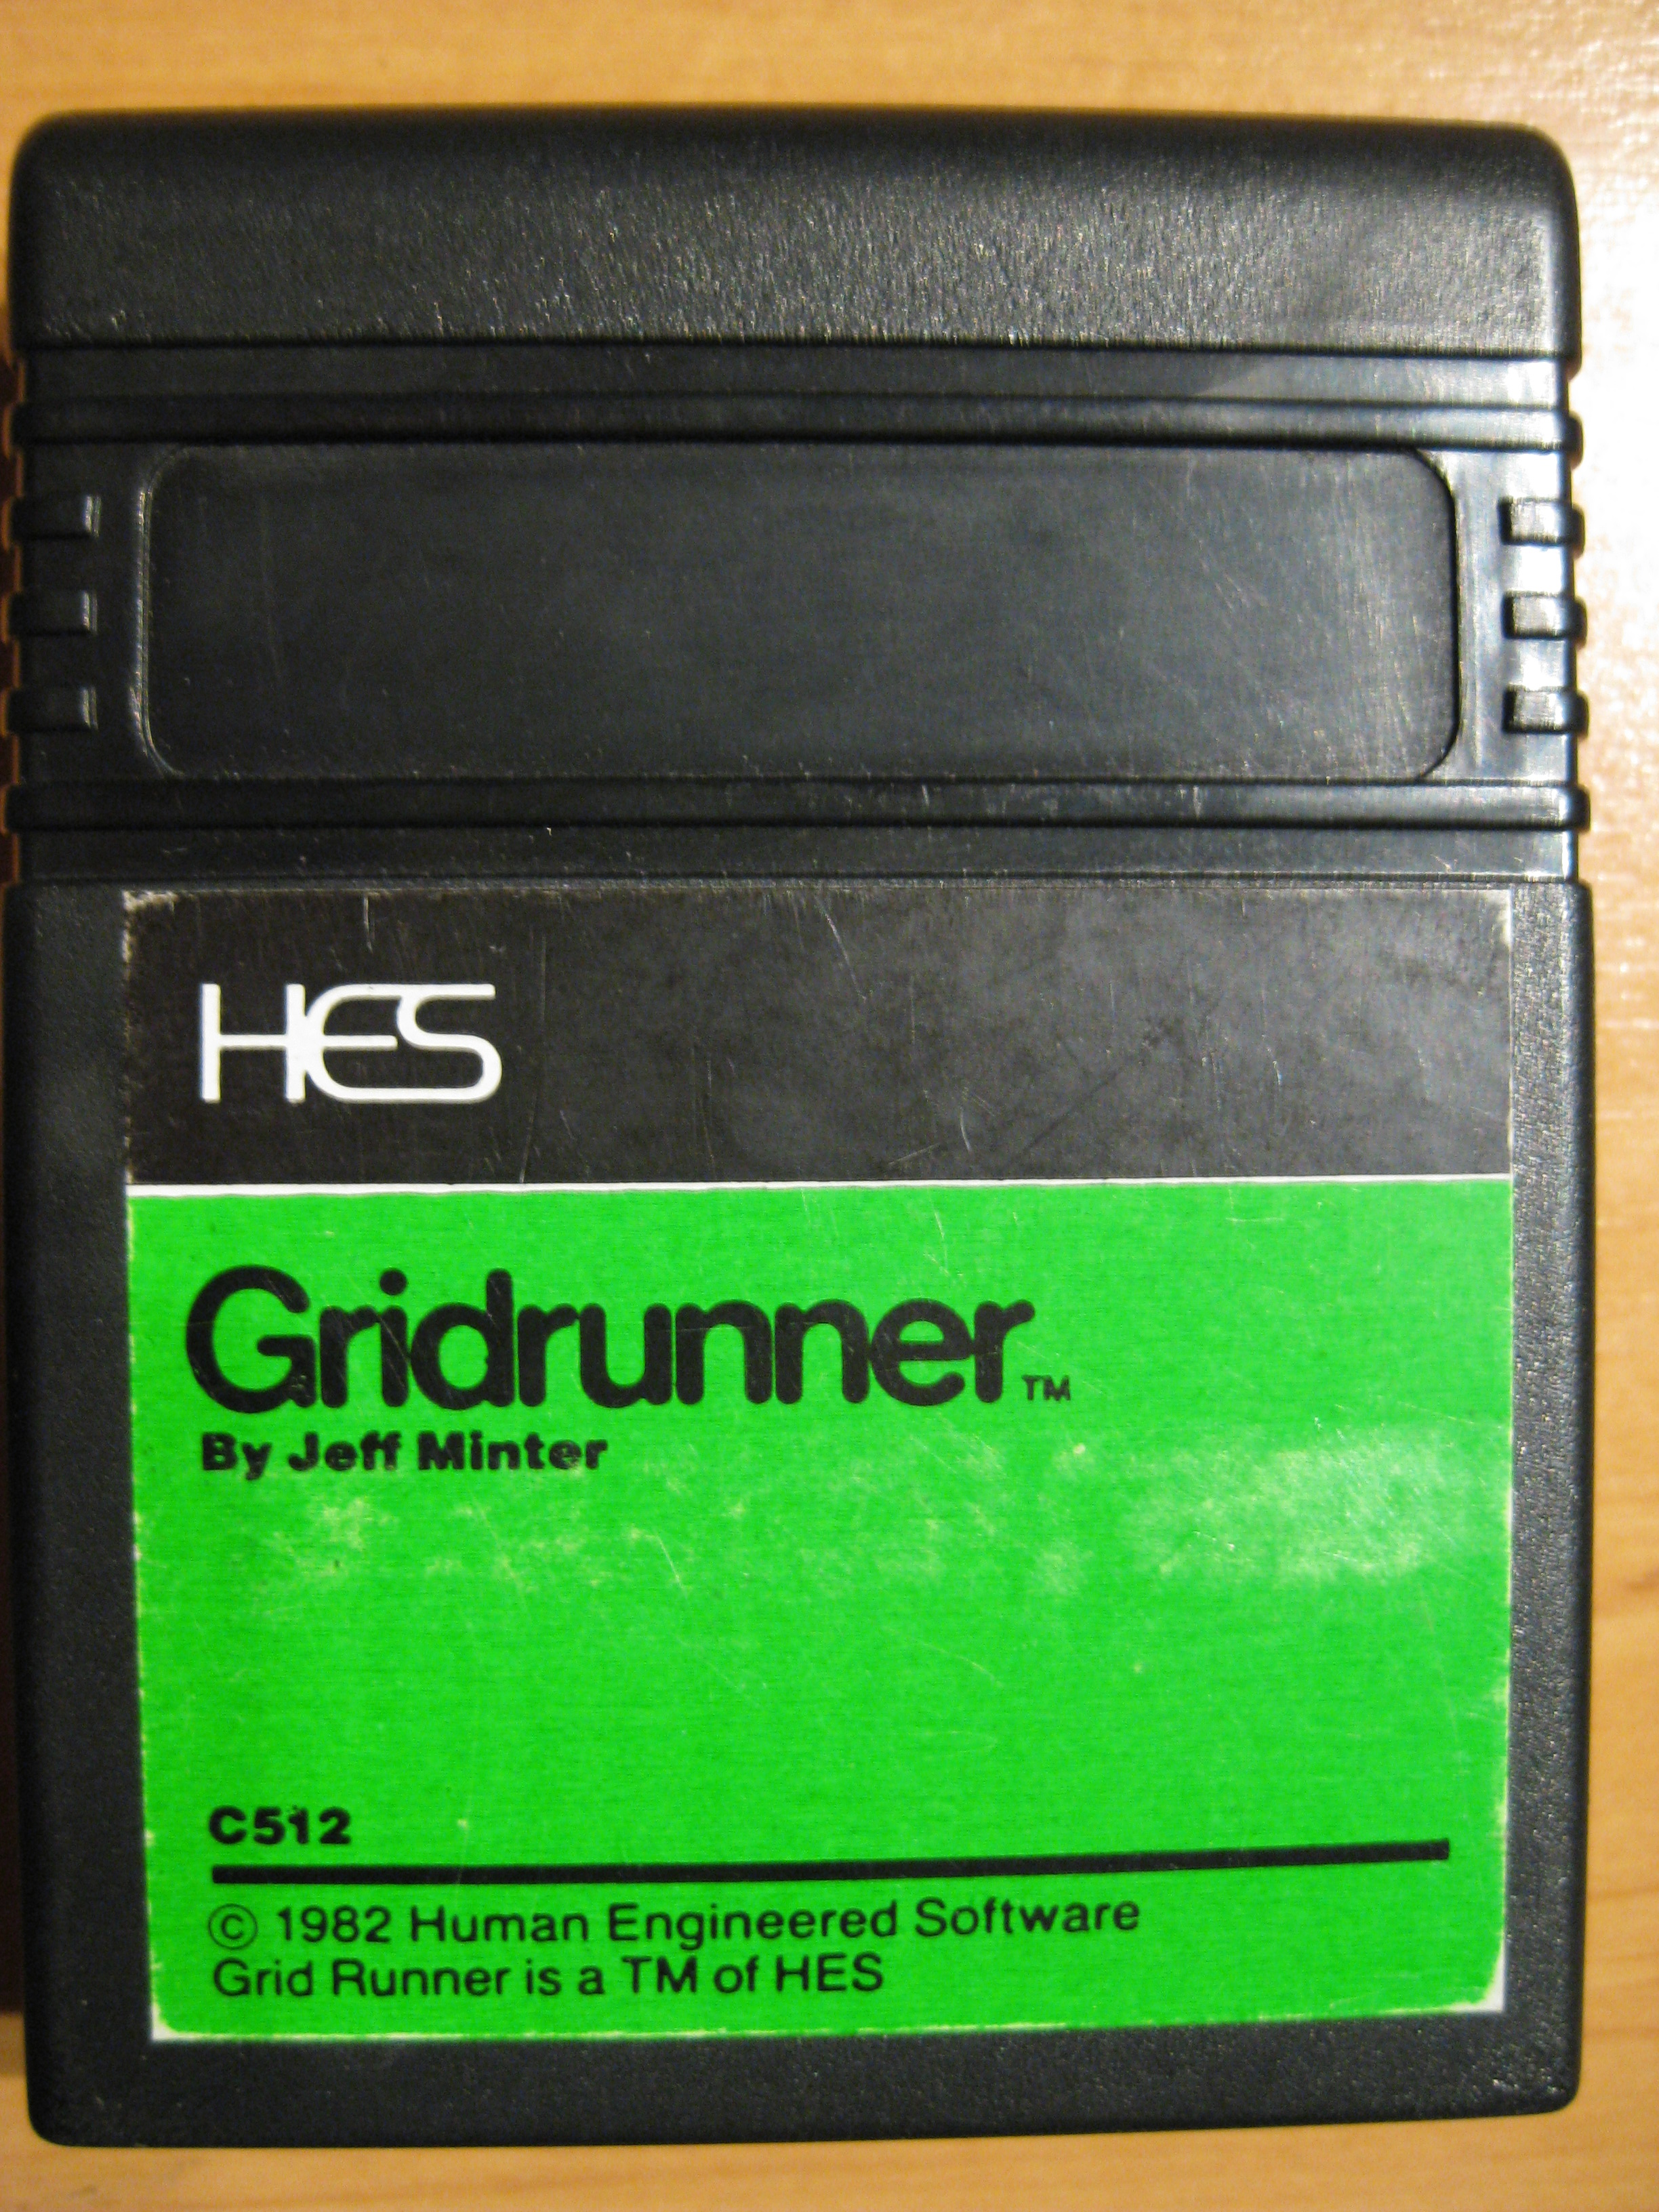 HES
Gridrunner™
By Jeff Minter
C512
© 1982 Human Engineered Software
Grid Runner is a TM of HES